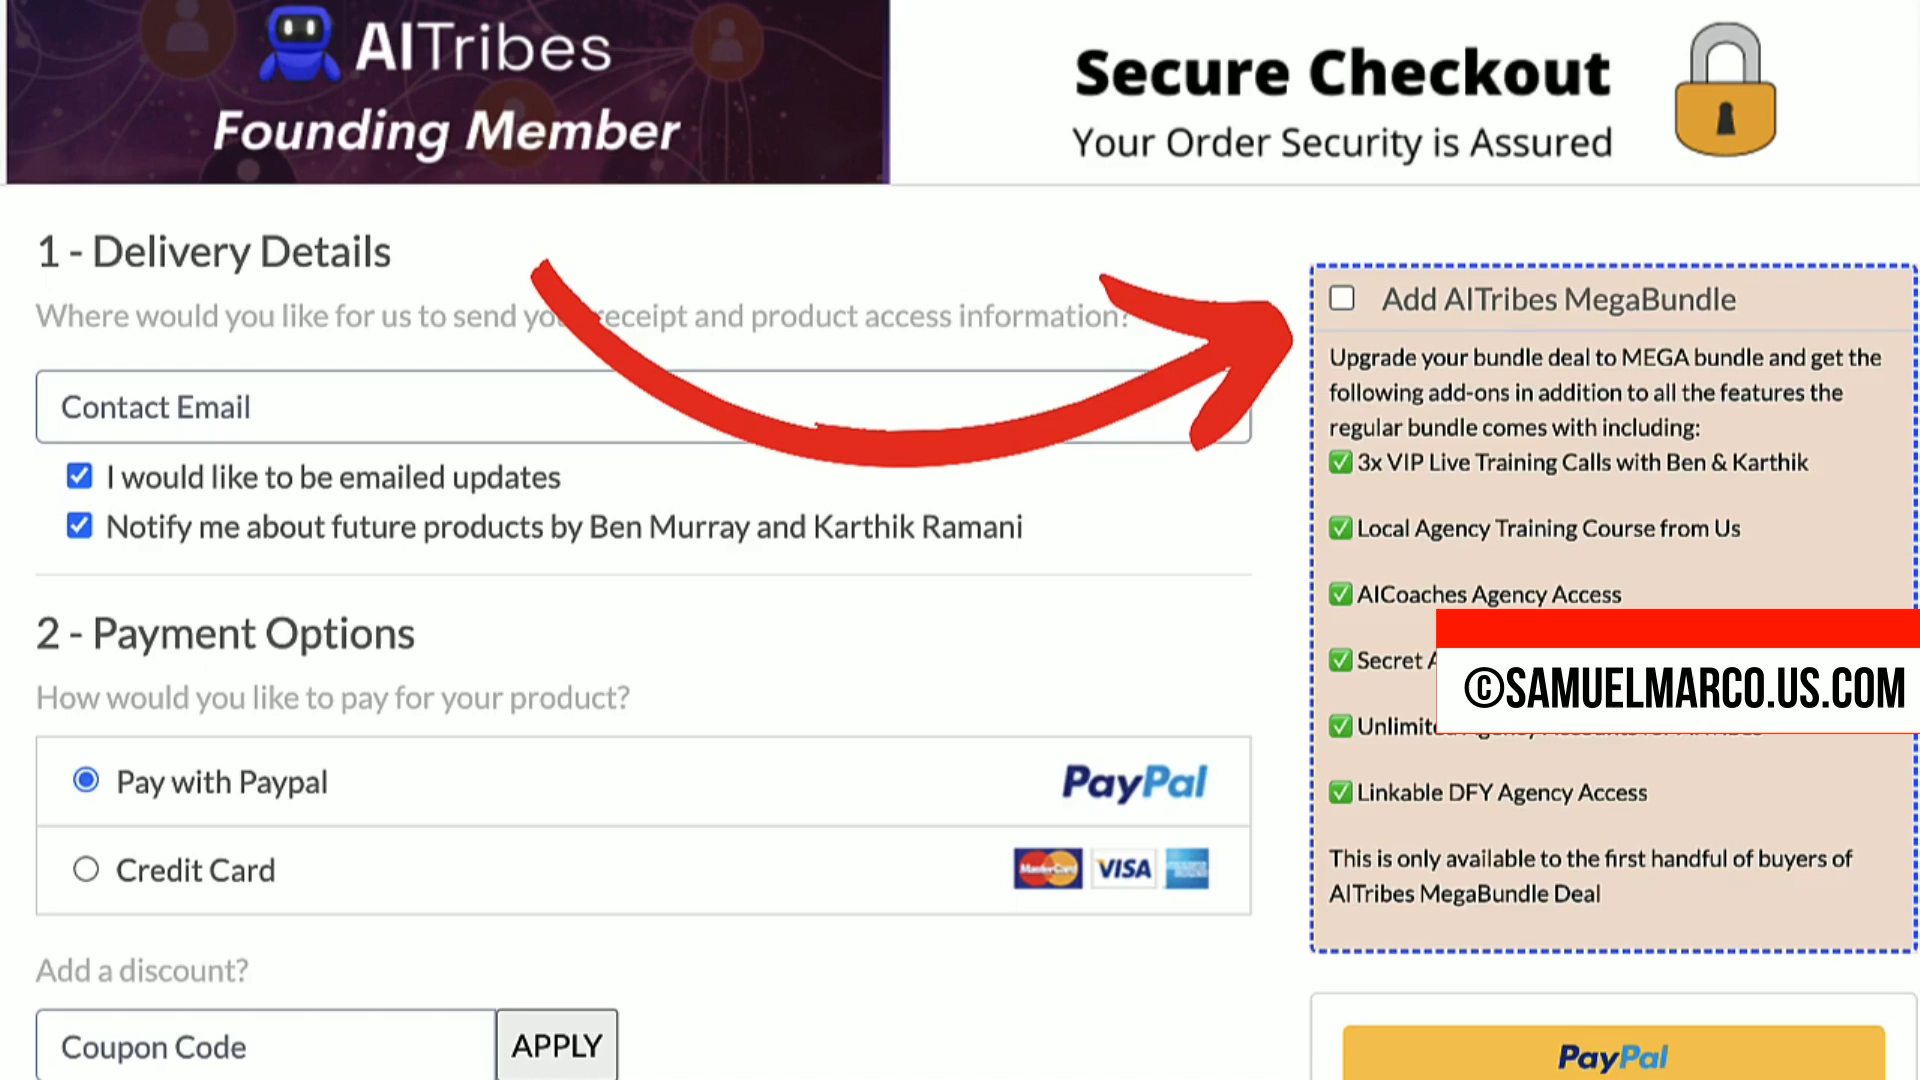 AITribes
Founding Member
Secure Checkout
Your Order Security is Assured
1 - Delivery Details
Where would you like for us to send your receipt and product access information?
Contact Email
I would like to be emailed updates
Notify me about future products by Ben Murray and Karthik Ramani
2 - Payment Options
How would you like to pay for your product?
Pay with Paypal
PayPal
Credit Card
MasterCard
VISA
Add a discount?
Coupon Code
APPLY
Add AITribes MegaBundle
Upgrade your bundle deal to MEGA bundle and get the
following add-ons in addition to all the features the
regular bundle comes with including:
✅ 3x VIP Live Training Calls with Ben & Karthik
✅ Local Agency Training Course from Us
✅ AICoaches Agency Access
✅ Secret
✅
✅ Linkable DFY Agency Access
This is only available to the first handful of buyers of
AITribes MegaBundle Deal
©SAMUELMARCO.US.COM
PayPal